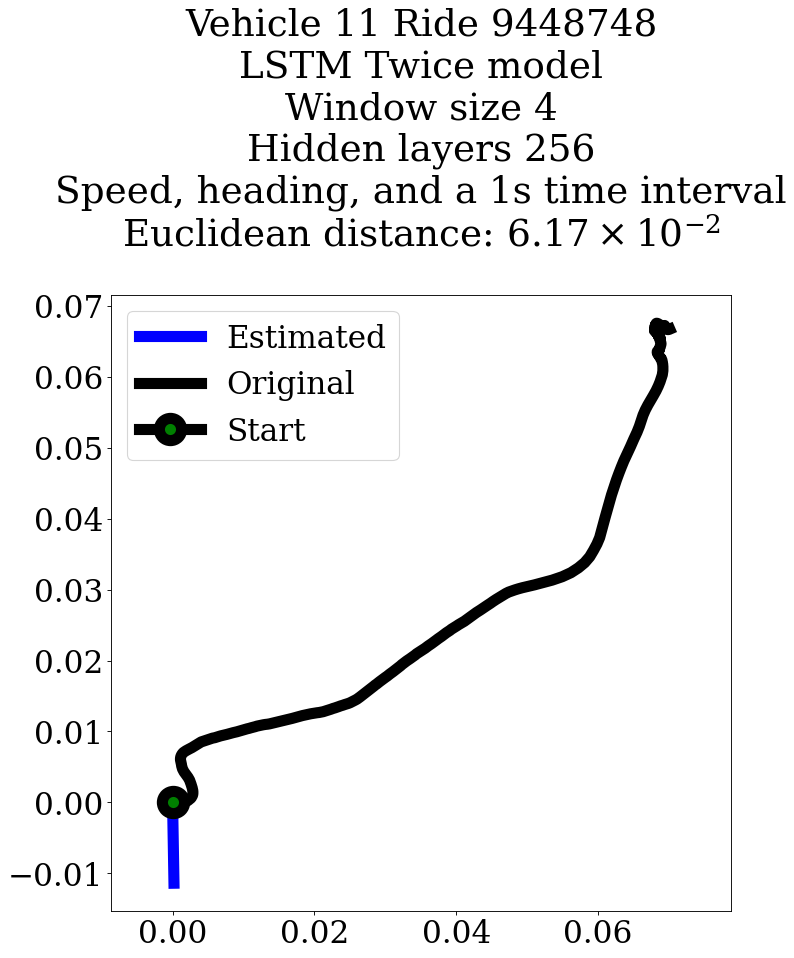 Vehicle 11 Ride 9448748
LSTM Twice model
Window size 4
Hidden layers 256
Speed, heading, and a 1s time interval
Euclidean distance: 6.17 × 10⁻²
Estimated
Original
Start
0.07
0.06
0.05
0.04
0.03
0.02
0.01
0.00
−0.01
0.00 0.02 0.04 0.06